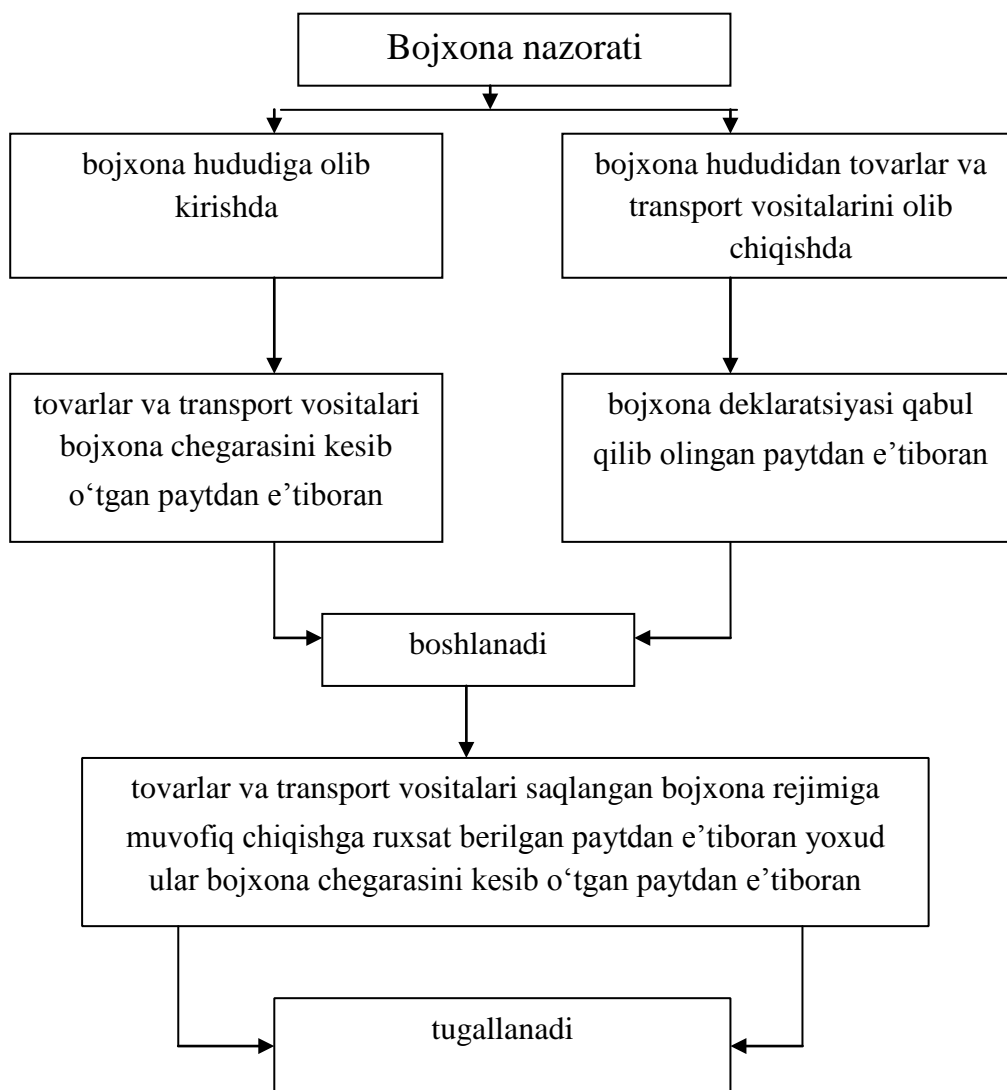 Bojxona nazorati
bojxona hududiga olib
kirishda
bojxona hududidan tovarlar va
transport vositalarini olib
chiqishda
tovarlar va transport vositalari
bojxona chegarasini kesib
o‘tgan paytdan e’tiboran
bojxona deklaratsiyasi qabul
qilib olingan paytdan e’tiboran
boshlanadi
tovarlar va transport vositalari saqlangan bojxona rejimiga
muvofiq chiqishga ruxsat berilgan paytdan e’tiboran yoxud
ular bojxona chegarasini kesib o‘tgan paytdan e’tiboran
tugallanadi